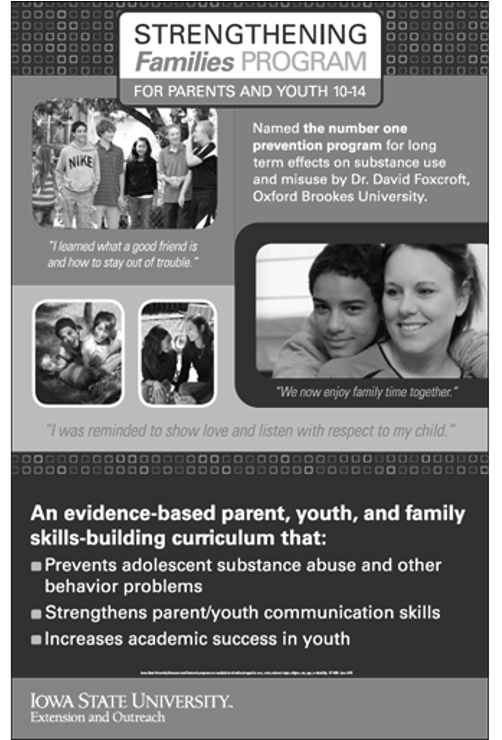 STRENGTHENING
Families PROGRAM
FOR PARENTS AND YOUTH 10-14
Named the number one
prevention program for long
term effects on substance use
and misuse by Dr. David Foxcroft,
Oxford Brookes University.
NIKE
"I learned what a good friend is
and how to stay out of trouble."
"We now enjoy family time together."
"I was reminded to show love and listen with respect to my child."
An evidence-based parent, youth, and family
skills-building curriculum that:
Prevents adolescent substance abuse and other
behavior problems
Strengthens parent/youth communication skills
Increases academic success in youth
IOWA STATE UNIVERSITY
Extension and Outreach